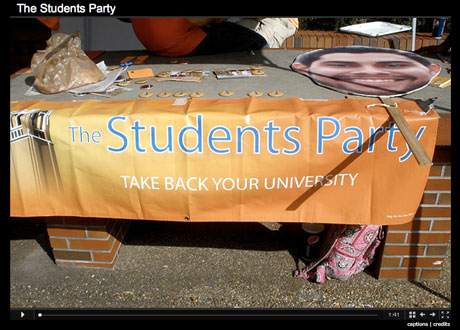 The Students Party
The Students Party
TAKE BACK YOUR UNIVERSITY
1:41
captions | credits